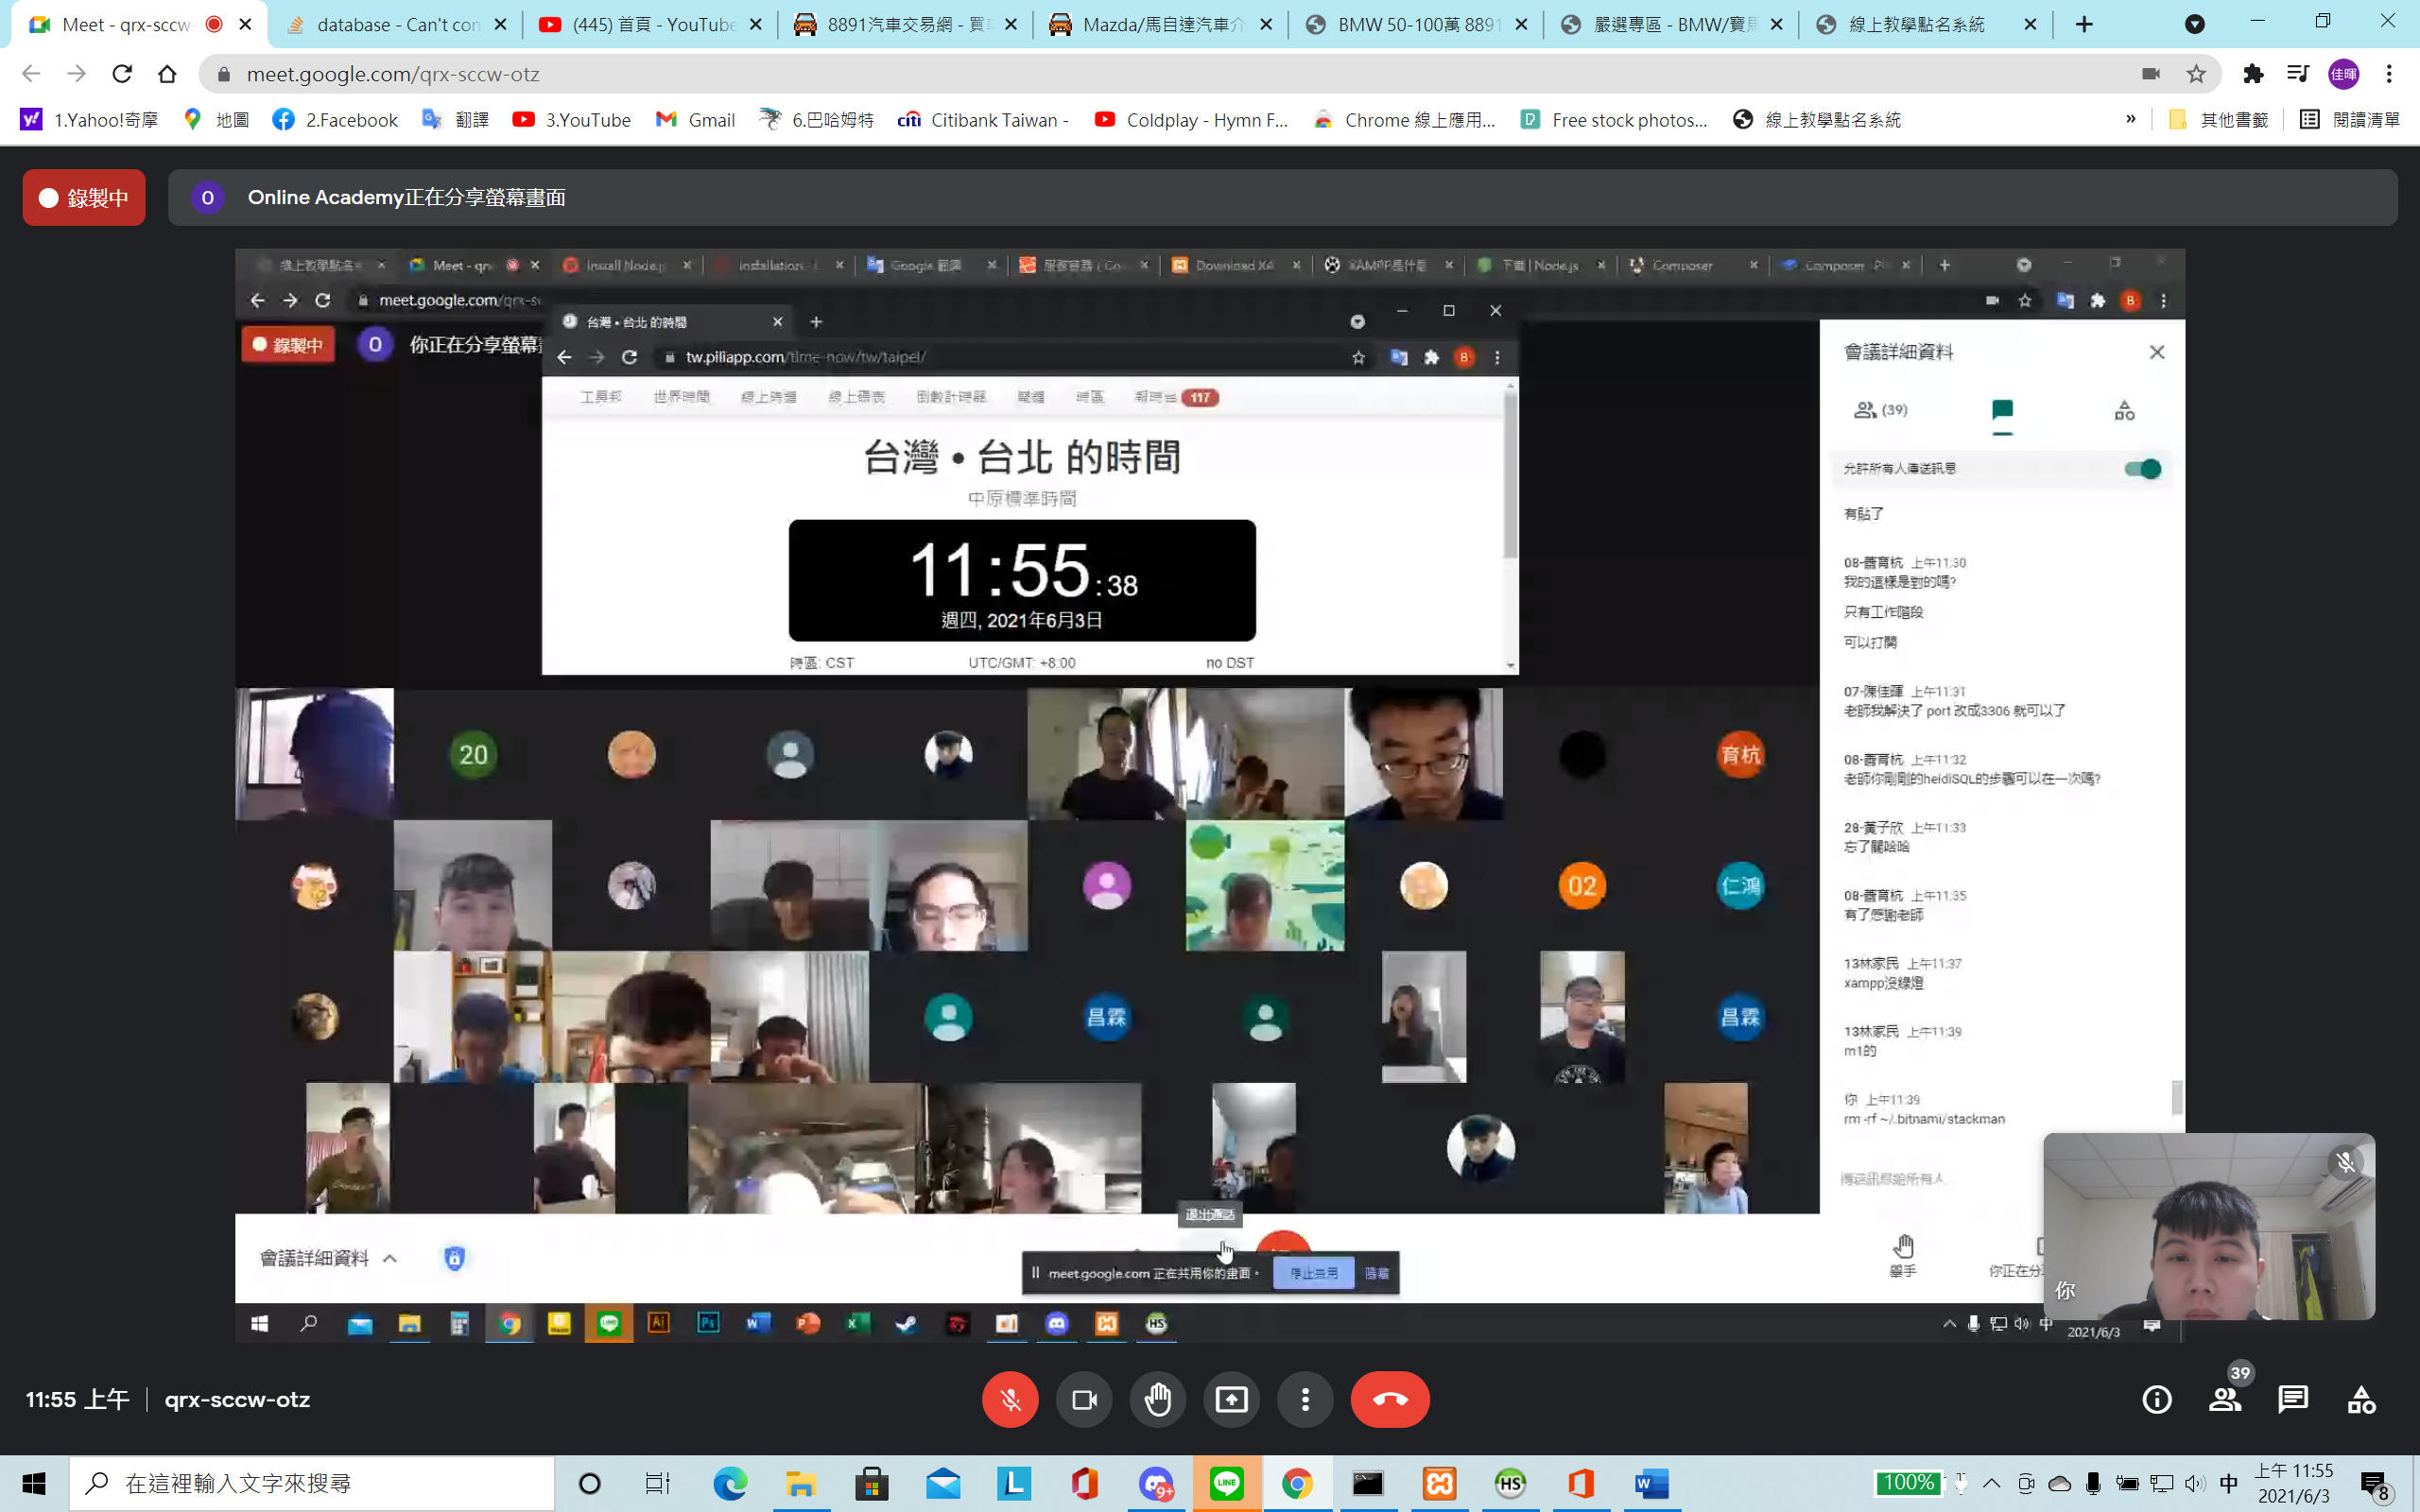 Meet - qrx-sccw-
database - Can't con
(445) 首頁 - YouTube
8891汽車交易網 - 買
Mazda/馬自達汽車介
BMW 50-100萬 8891
嚴選專區 - BMW/寶馬
線上教學點名系統
meet.google.com/qrx-sccw-otz
佳暉
1.Yahoo!奇摩
地圖
2.Facebook
翻譯
3.YouTube
Gmail
6.巴哈姆特
Citibank Taiwan -
Coldplay - Hymn F...
Chrome 線上應用...
Free stock photos...
線上教學點名系統
其他書籤
閱讀清單
錄製中
O
Online Academy正在分享螢幕畫面
線上教學點名
Meet - qrx
Install Node.js
Installation
Google 翻譯
Download XA
XAMPP是什是
下載 | Node.js
Composer
meet.google.com/qrx-s
B
錄製中
O
你正在分享螢幕
台灣 • 台北 的時間
tw.piliapp.com/time-now/tw/taipei/
B
工具邦
世界時間
線上時鐘
線上碼表
倒數計時器
鬧鐘
時區
報時台
117
台灣 • 台北 的時間
中原標準時間
11:55:38
週四, 2021年6月3日
時區: CST
UTC/GMT: +8:00
no DST
會議詳細資料
(39)
允許所有人傳送訊息
有貼了
08-蕭育杭 上午11:30
我的這樣是對的嗎?
只有工作階段
可以打開
07-陳佳暉 上午11:31
老師我解決了 port 改成3306 就可以了
08-蕭育杭 上午11:32
老師你剛剛的heidiSQL的步驟可以在一次嗎?
28-黃子欣 上午11:33
忘了關哈哈
08-蕭育杭 上午11:35
有了感謝老師
13林家民 上午11:37
xampp沒綠燈
13林家民 上午11:39
m1的
你 上午11:39
rm -rf ~/.bitnami/stackman
傳送訊息給所有人
20
育杭
02
仁鴻
昌霖
昌霖
退出通話
會議詳細資料
meet.google.com 正在共用你的畫面。
停止共用
隱藏
舉手
你正在分
你
中
2021/6/3
11:55 上午
qrx-sccw-otz
39
在這裡輸入文字來搜尋
9+
100%
中
上午 11:55
2021/6/3
8